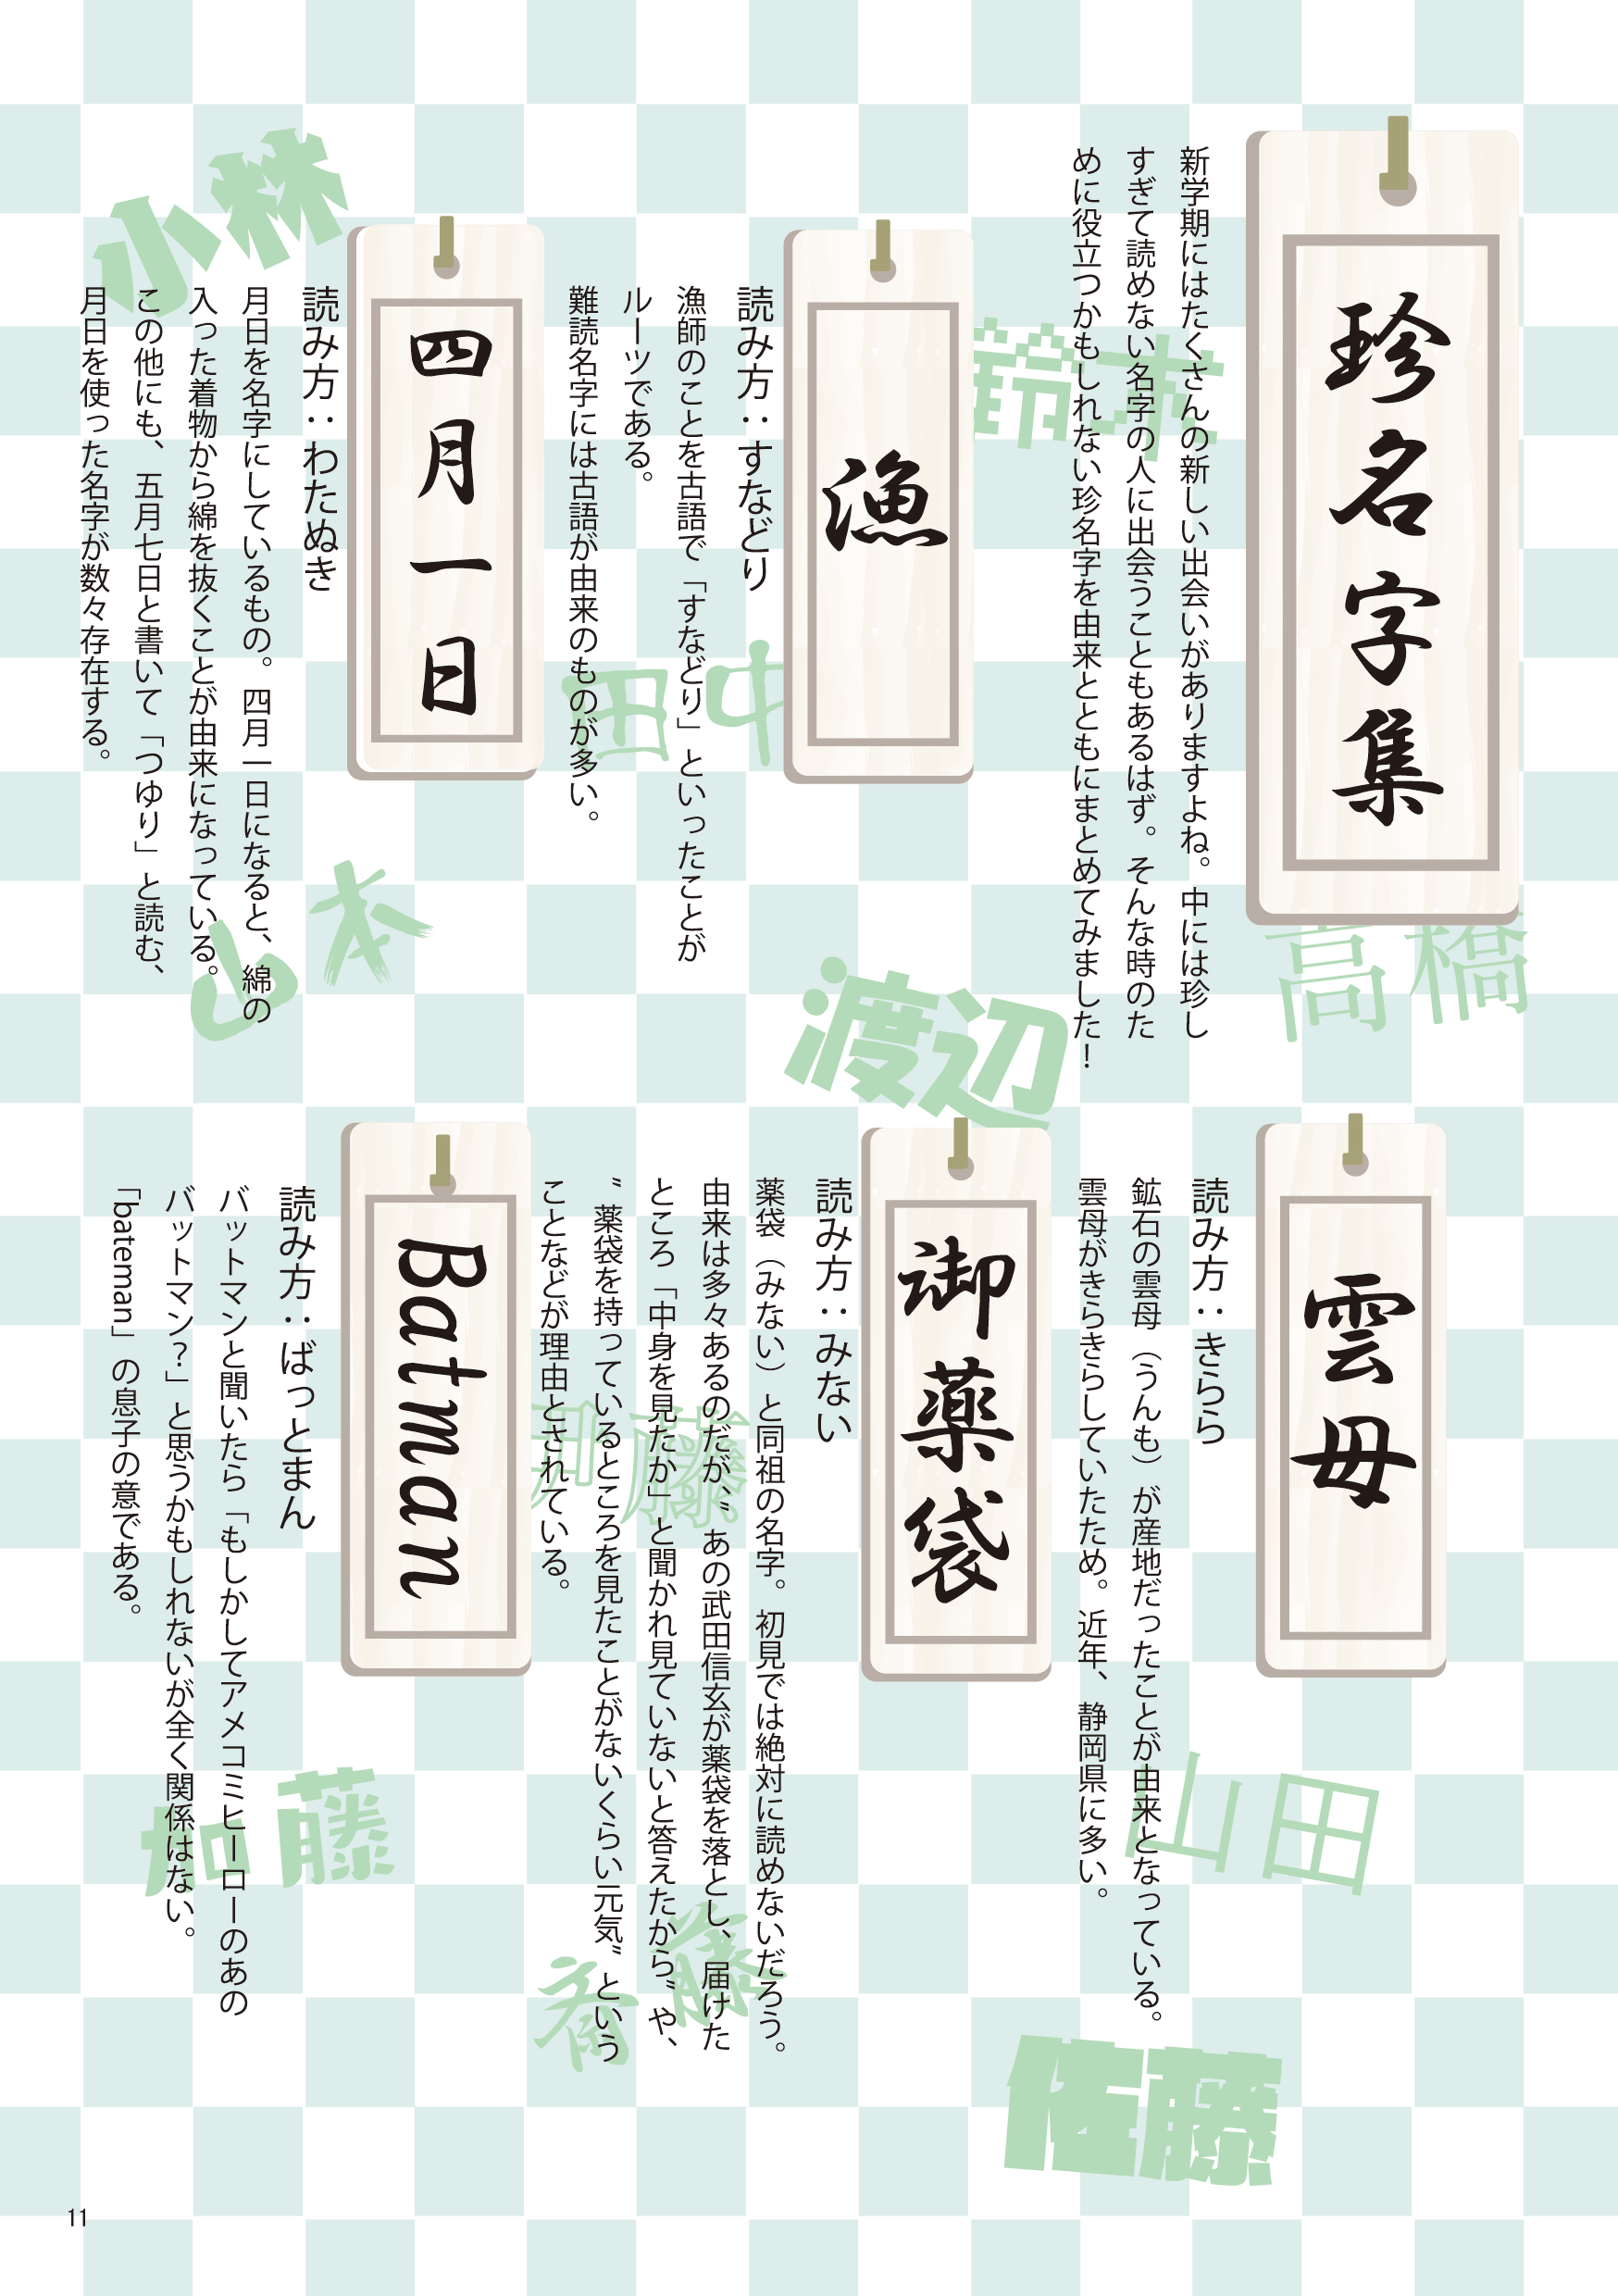 珍名字集
新学期にはたくさんの新しい出会いがありますよね。中には珍し
すぎて読めない名字の人に出会うこともあるはず。そんな時のた
めに役立つかもしれない珍名字を由来とともにまとめてみました！
漁
読み方：すなどり
漁師のことを古語で「すなどり」といったことが
ルーツである。
難読名字には古語が由来のものが多い。
四月一日
読み方：わたぬき
月日を名字にしているもの。四月一日になると、綿の
入った着物から綿を抜くことが由来になっている。
この他にも、五月七日と書いて「つゆり」と読む、
月日を使った名字が数々存在する。
雲母
読み方：きらら
鉱石の雲母（うんも）が産地だったことが由来となっている。
雲母がきらきらしていたため。近年、静岡県に多い。
御薬袋
読み方：みない
薬袋（みない）と同祖の名字。初見では絶対に読めないだろう。
由来は多々あるのだが、〝あの武田信玄が薬袋を落とし、届けた
ところ「中身を見たか」と聞かれ見ていないと答えたから〟や、
〝薬袋を持っているところを見たことがないくらい元気〟という
ことなどが理由とされている。
Batman
読み方：ばっとまん
バットマンと聞いたら「もしかしてアメコミヒーローのあの
バットマン？」と思うかもしれないが全く関係はない。
「bateman」の息子の意である。
小林
鈴木
田中
山本
高橋
渡辺
伊藤
加藤
斎藤
山田
佐藤
11